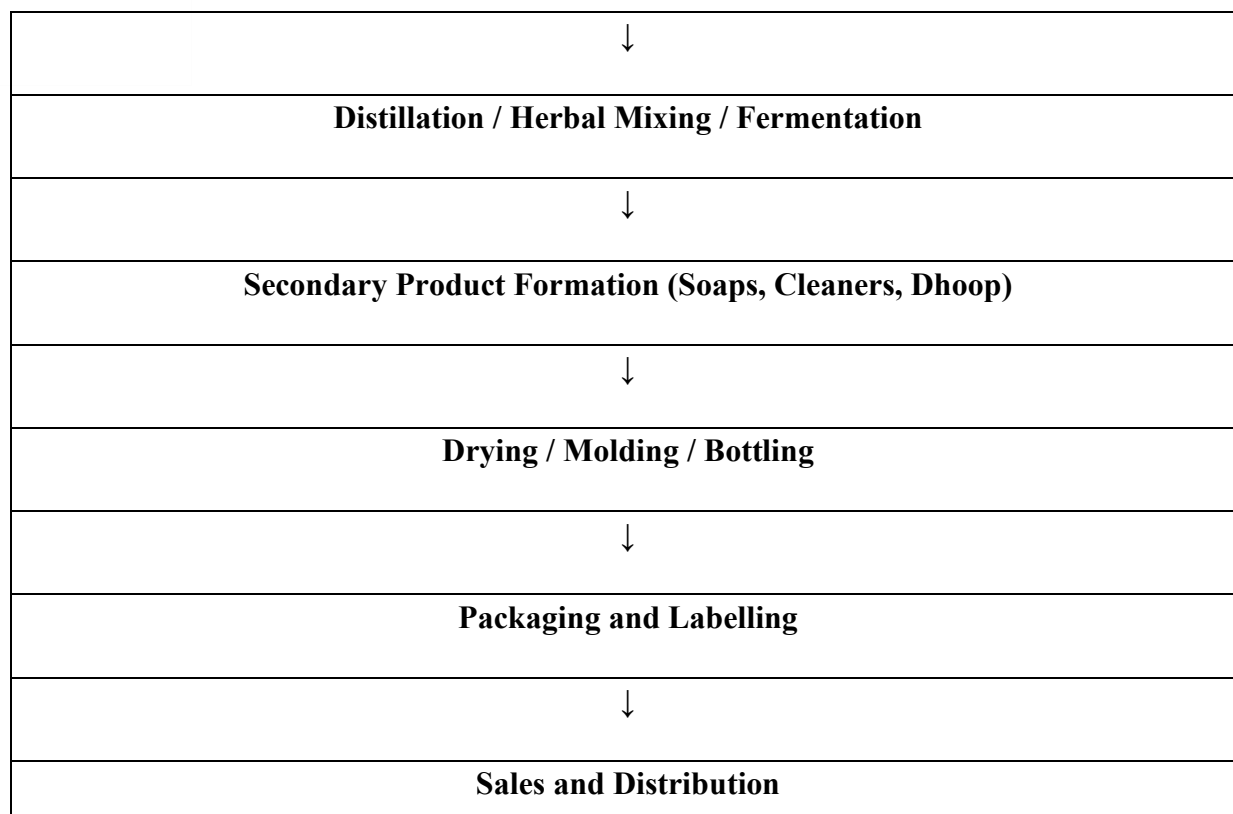 ↓
Distillation / Herbal Mixing / Fermentation
↓
Secondary Product Formation (Soaps, Cleaners, Dhoop)
↓
Drying / Molding / Bottling
↓
Packaging and Labelling
↓
Sales and Distribution